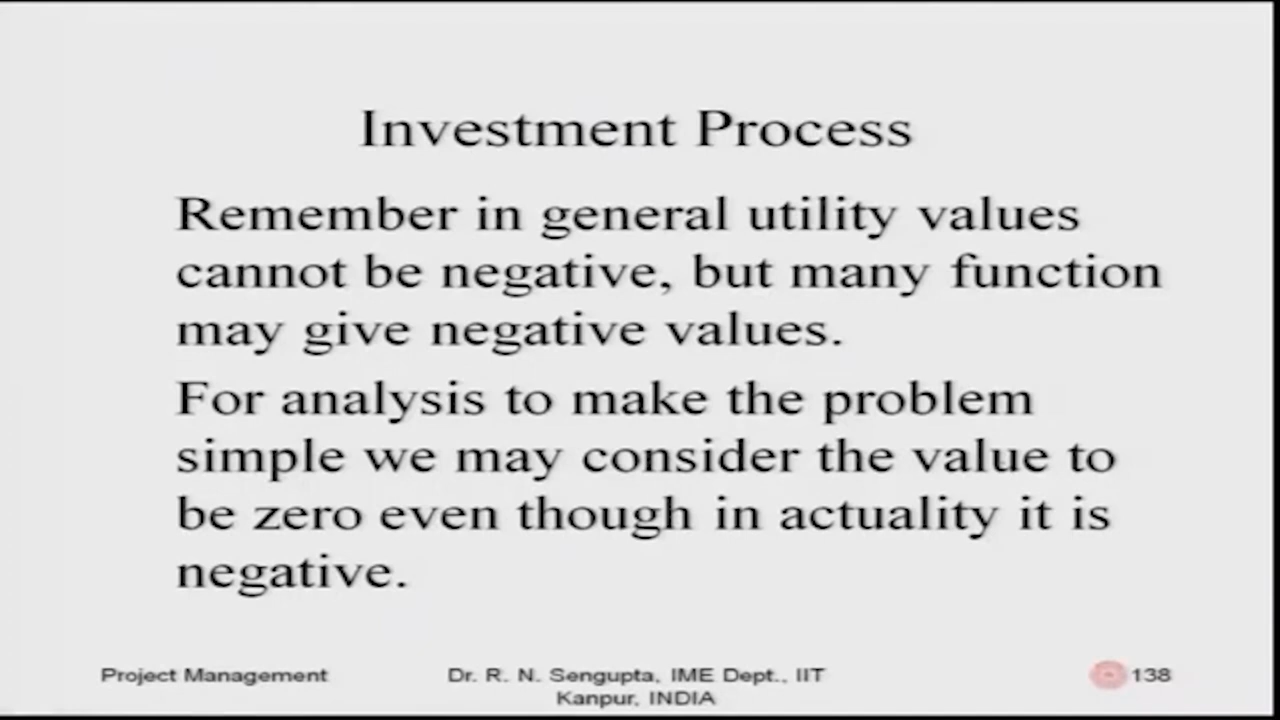 Investment Process
Remember in general utility values
cannot be negative, but many function
may give negative values.
For analysis to make the problem
simple we may consider the value to
be zero even though in actuality it is
negative.
Project Management
Dr. R. N. Sengupta, IME Dept., IIT
Kanpur, INDIA
138